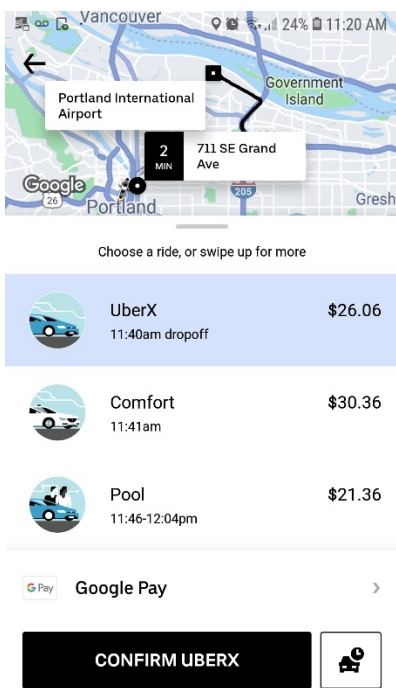 Vancouver
24% 11:20 AM
Government
Island
Portland International
Airport
2
MIN
711 SE Grand
Ave
Google
26
Portland
205
Gresh
Choose a ride, or swipe up for more
UberX $26.06
11:40am dropoff
Comfort $30.36
11:41am
Pool $21.36
11:46-12:04pm
G Pay Google Pay
CONFIRM UBERX